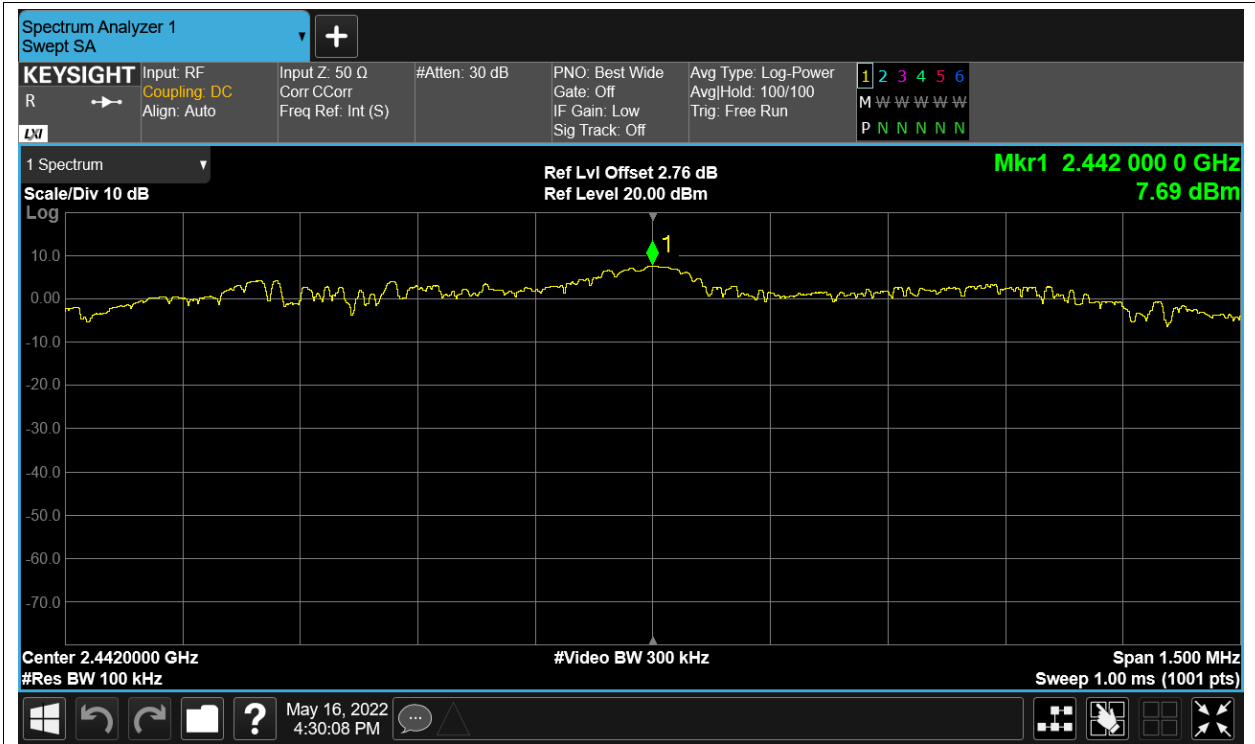 Spectrum Analyzer 1
Swept SA
KEYSIGHT
R
LXI
Input: RF
Coupling: DC
Align: Auto
Input Z: 50 Ω
Corr CCorr
Freq Ref: Int (S)
#Atten: 30 dB
PNO: Best Wide
Gate: Off
IF Gain: Low
Sig Track: Off
Avg Type: Log-Power
Avg|Hold: 100/100
Trig: Free Run
1 2 3 4 5 6
M W W W W W
P N N N N N
1 Spectrum
Scale/Div 10 dB
Log
Ref Lvl Offset 2.76 dB
Ref Level 20.00 dBm
Mkr1 2.442 000 0 GHz
7.69 dBm
1
10.0
0.00
-10.0
-20.0
-30.0
-40.0
-50.0
-60.0
-70.0
Center 2.4420000 GHz
#Res BW 100 kHz
#Video BW 300 kHz
Span 1.500 MHz
Sweep 1.00 ms (1001 pts)
?
May 16, 2022
4:30:08 PM